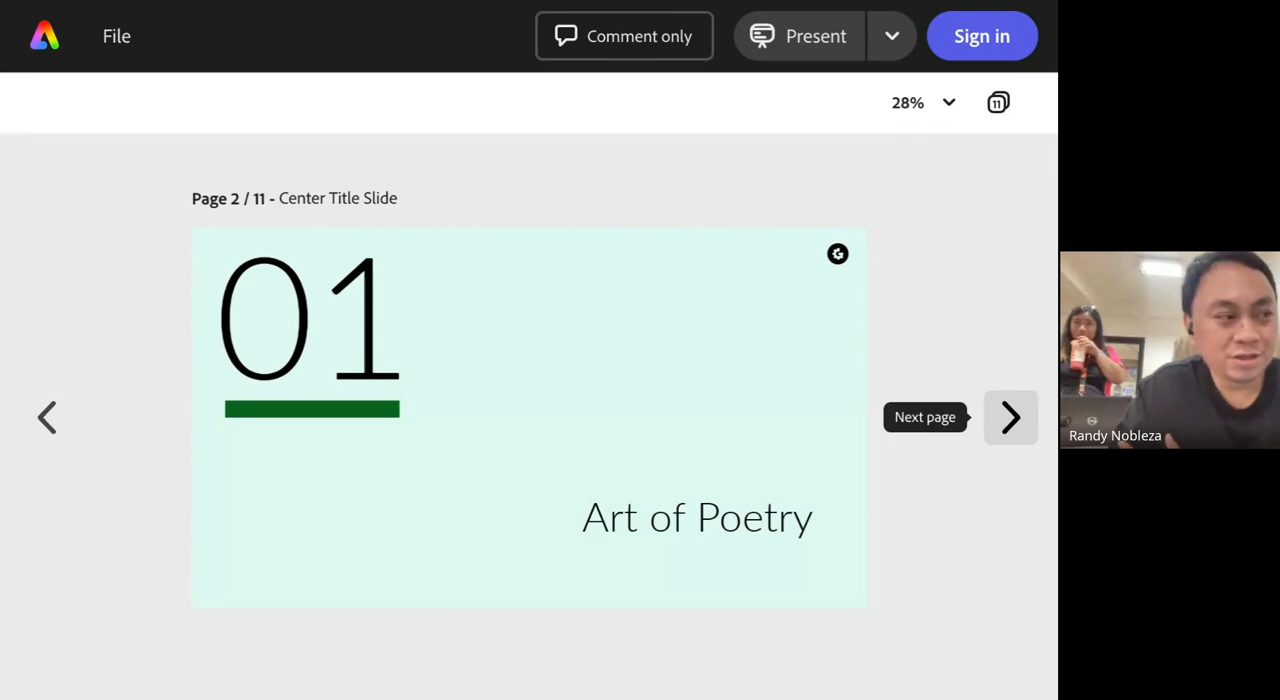 File
Comment only
Present
Sign in
28%
11
Page 2 / 11 - Center Title Slide
01
G
Next page
Art of Poetry
Randy Nobleza